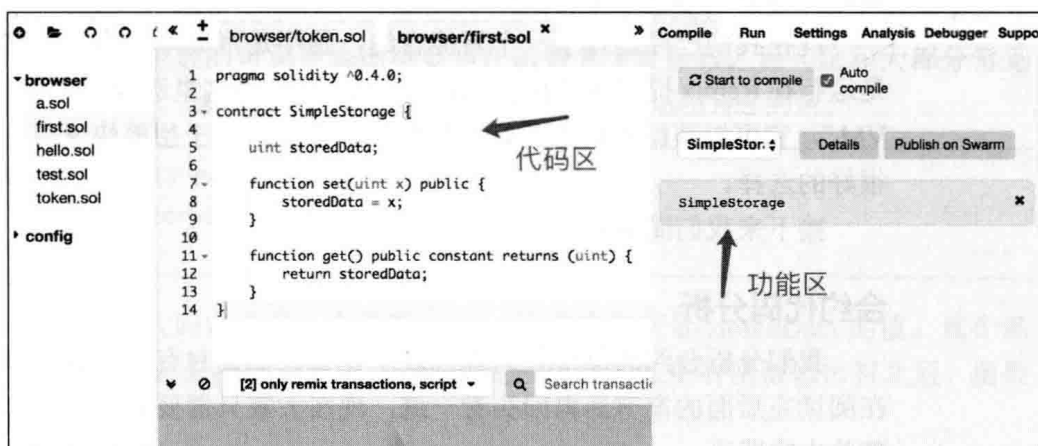 browser/token.sol browser/first.sol
Compile Run Settings Analysis Debugger Suppo
browser
a.sol
first.sol
hello.sol
test.sol
token.sol
config
1 pragma solidity ^0.4.0;
2
3 contract SimpleStorage {
4
5 uint storedData;
6
7 function set(uint x) public {
8 storedData = x;
9 }
10
11 function get() public constant returns (uint) {
12 return storedData;
13 }
14 }
代码区
[2] only remix transactions, script
Search transactic
Start to compile
Auto compile
SimpleStor
Details
Publish on Swarm
SimpleStorage
功能区